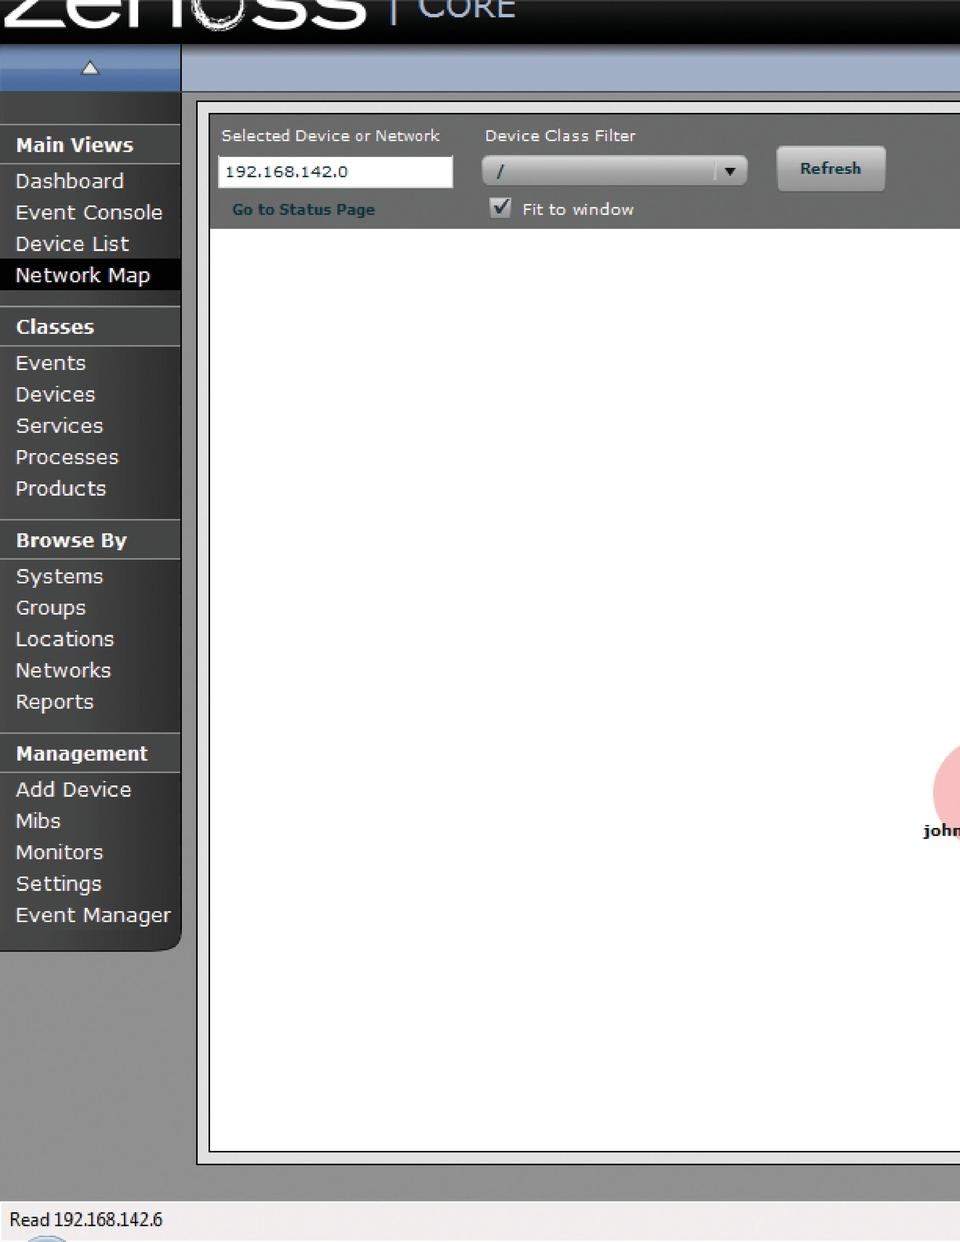 Zenoss | CORE
Main Views
Dashboard
Event Console
Device List
Network Map
Classes
Events
Devices
Services
Processes
Products
Browse By
Systems
Groups
Locations
Networks
Reports
Management
Add Device
Mibs
Monitors
Settings
Event Manager
Selected Device or Network
192.168.142.0
Go to Status Page
Device Class Filter
/
Fit to window
Refresh
john
Read 192.168.142.6